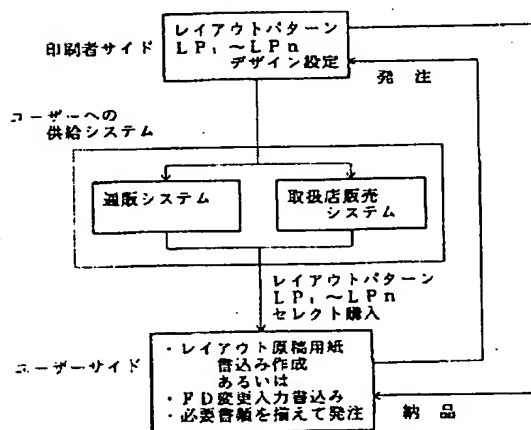 印刷者サイド
レイアウトパターン
LP₁～LPn
デザイン設定
発注
ユーザーへの
供給システム
通販システム
取扱店販売
システム
レイアウトパターン
LP₁～LPn
セレクト購入
ユーザーサイド
・レイアウト原稿用紙
書込み作成
あるいは
・FD変更入力書込み
・必要書類を揃えて発注
納品